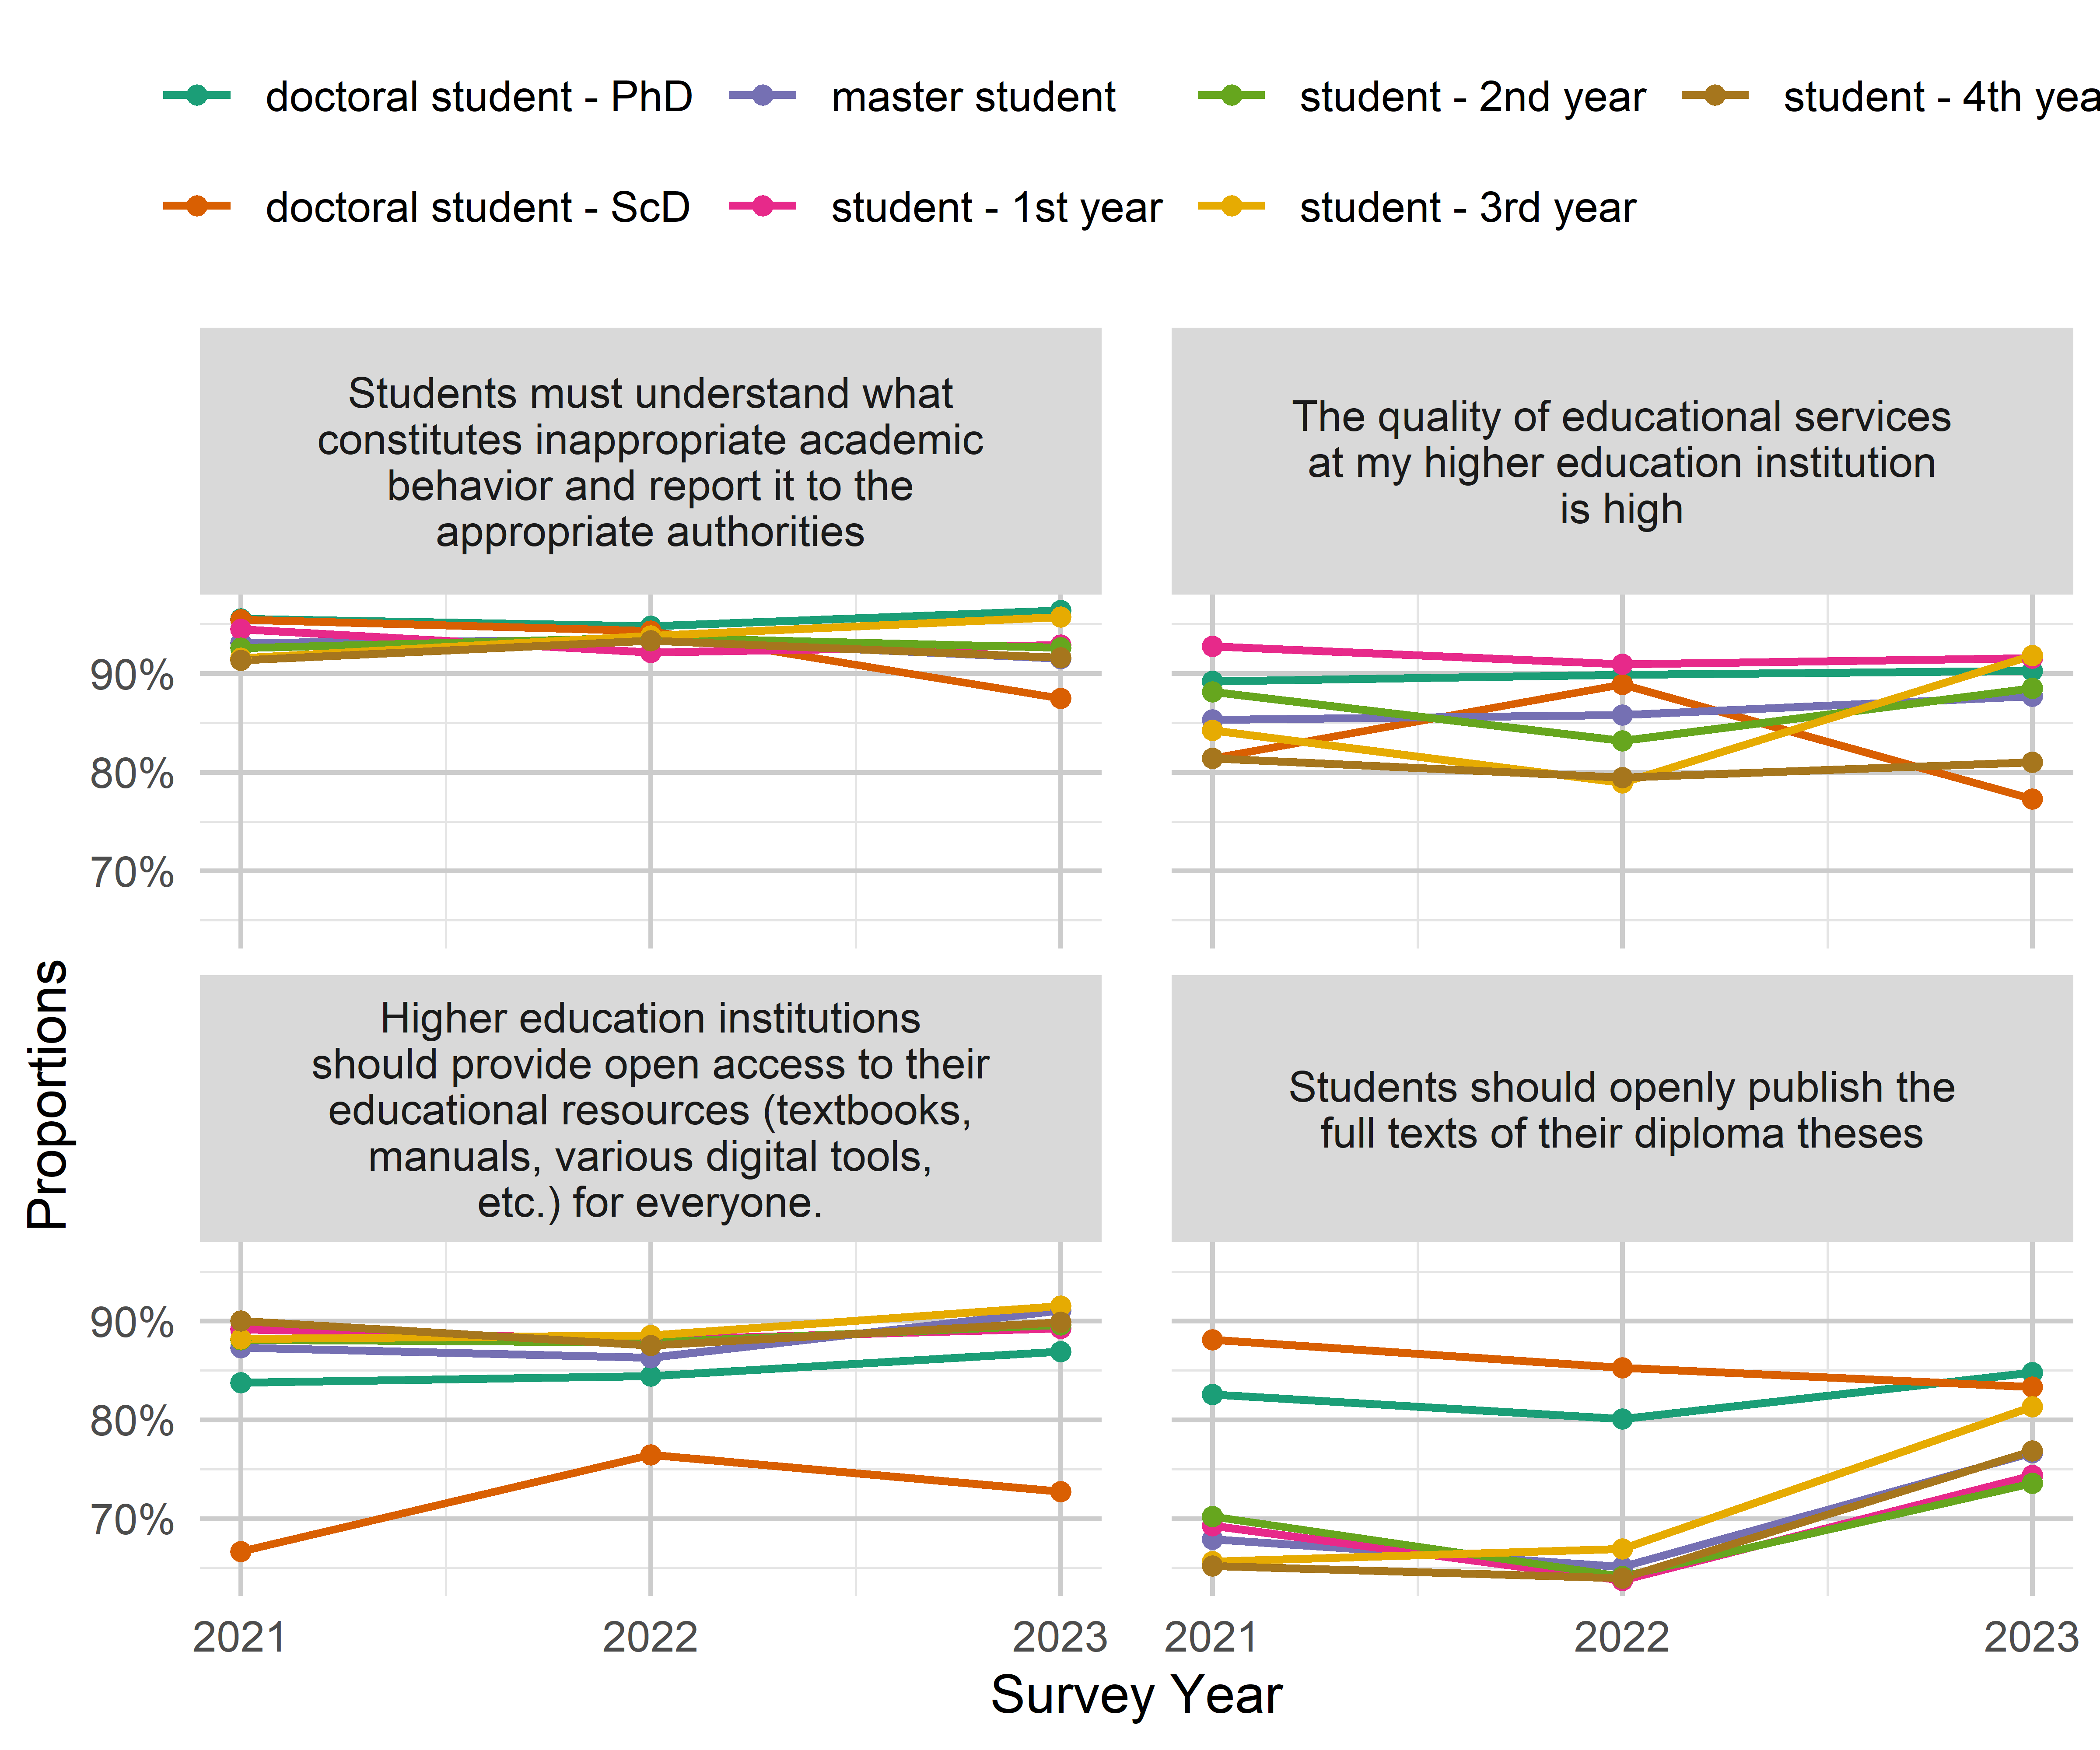 doctoral student - PhD
master student
student - 2nd year
student - 4th yea
doctoral student - ScD
student - 1st year
student - 3rd year
Students must understand what
constitutes inappropriate academic
behavior and report it to the
appropriate authorities
The quality of educational services
at my higher education institution
is high
90%
80%
70%
Proportions
Higher education institutions
should provide open access to their
educational resources (textbooks,
manuals, various digital tools,
etc.) for everyone.
Students should openly publish the
full texts of their diploma theses
90%
80%
70%
2021
2022
2023
2021
2022
2023
Survey Year